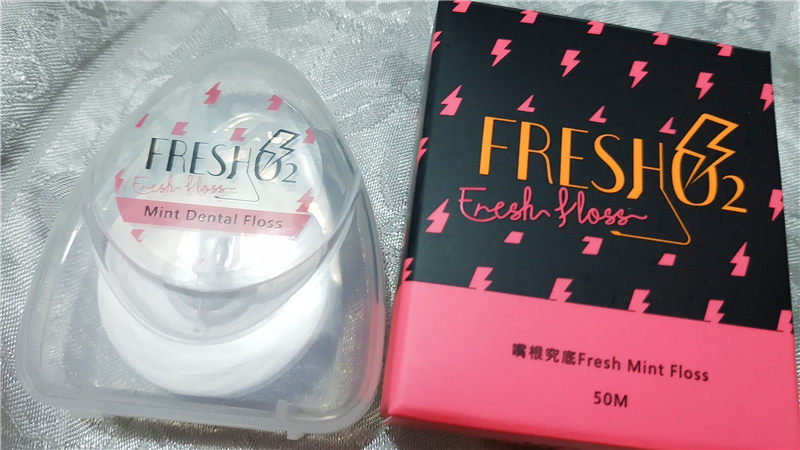 FRESHO2
Fresh floss
Mint Dental Floss
FRESHO2
Fresh floss
嘴根究底Fresh Mint Floss
50M